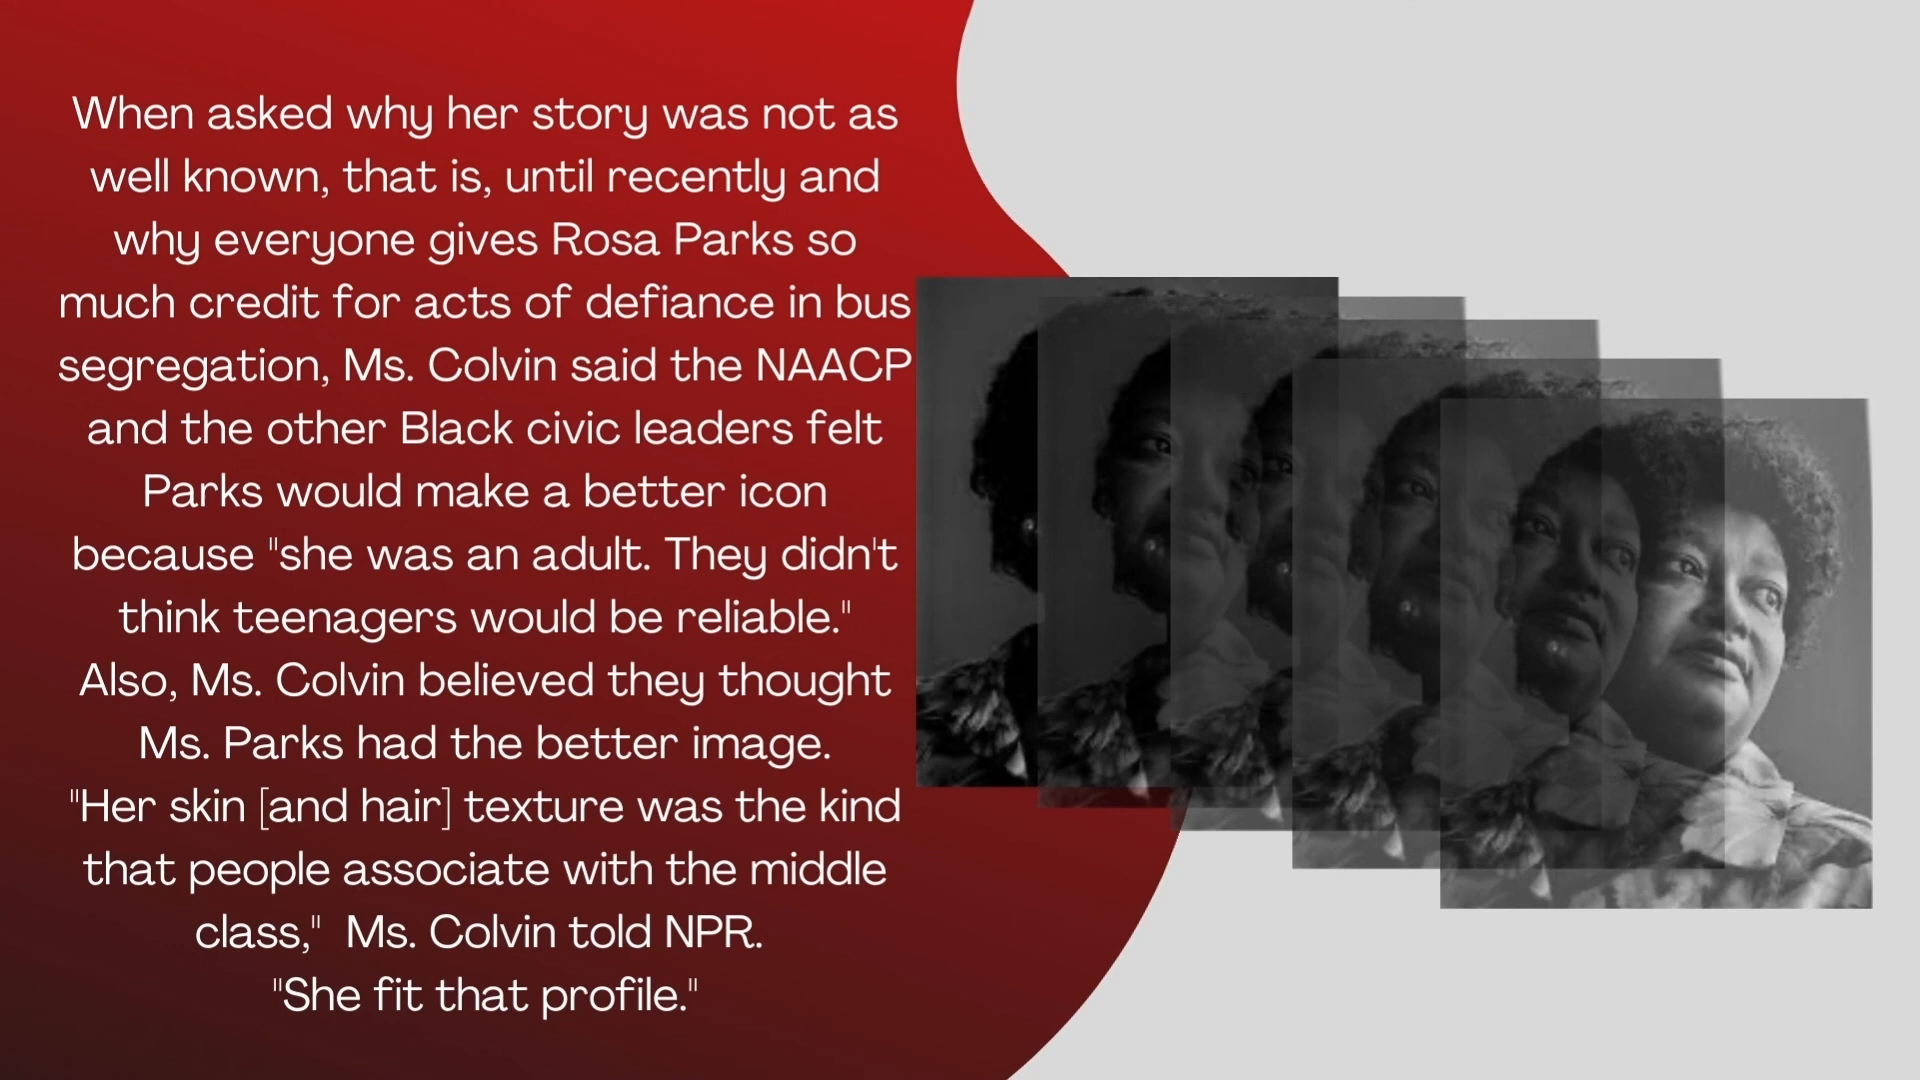 When asked why her story was not as
well known, that is, until recently and
why everyone gives Rosa Parks so
much credit for acts of defiance in bus
segregation, Ms. Colvin said the NAACP
and the other Black civic leaders felt
Parks would make a better icon
because "she was an adult. They didn't
think teenagers would be reliable."
Also, Ms. Colvin believed they thought
Ms. Parks had the better image.
"Her skin [and hair] texture was the kind
that people associate with the middle
class,"  Ms. Colvin told NPR.
"She fit that profile."